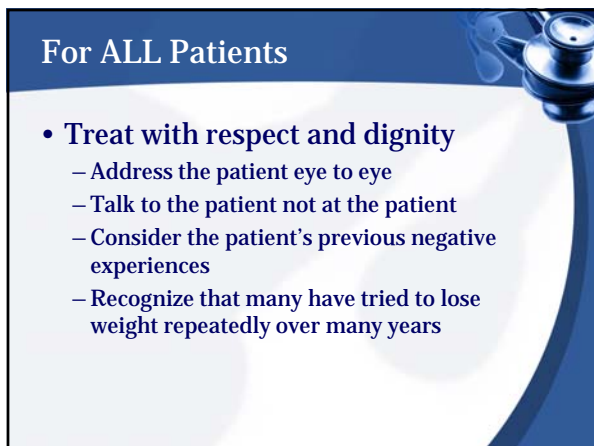 For ALL Patients
• Treat with respect and dignity
– Address the patient eye to eye
– Talk to the patient not at the patient
– Consider the patient's previous negative
experiences
– Recognize that many have tried to lose
weight repeatedly over many years